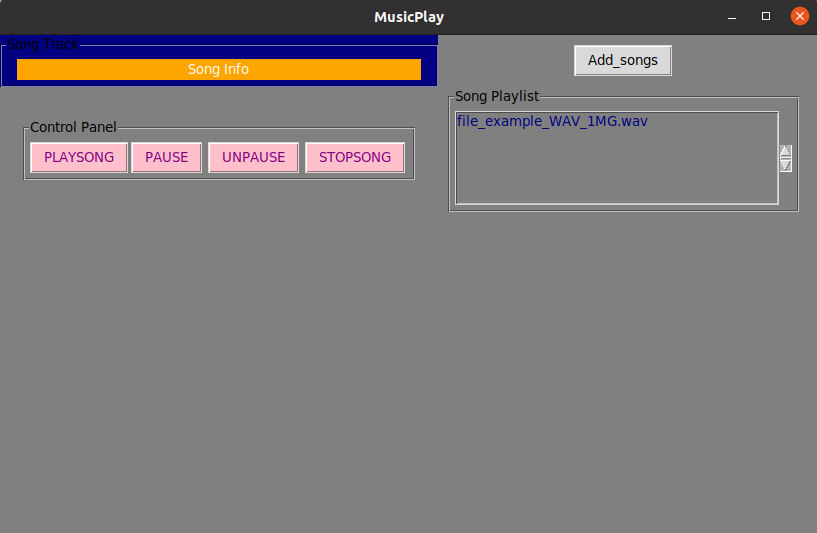 MusicPlay
Song Track
Song Info
Add_songs
Control Panel
PLAYSONG PAUSE UNPAUSE STOPSONG
Song Playlist
file_example_WAV_1MG.wav